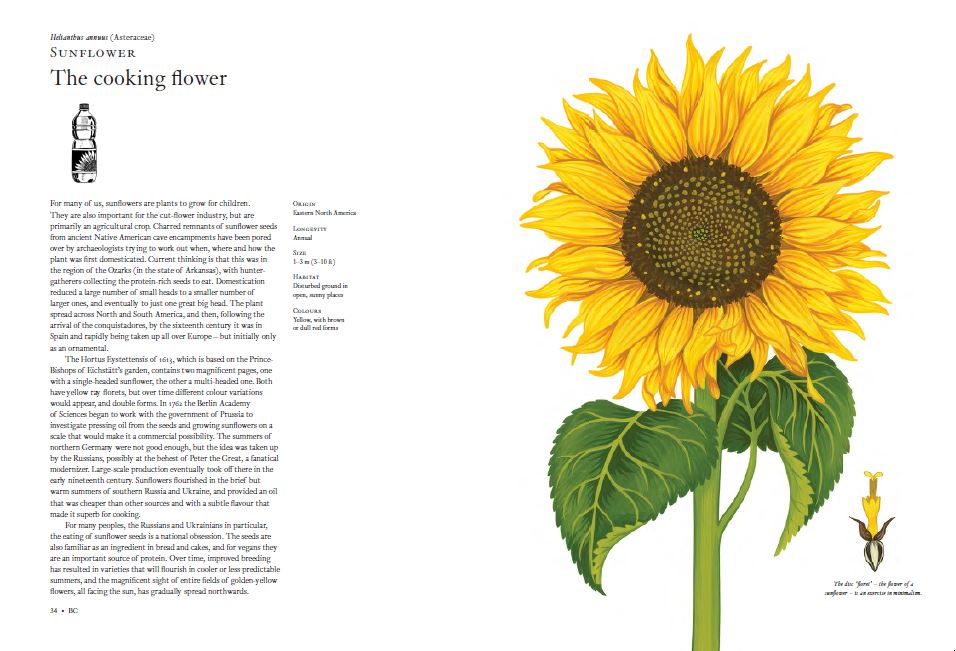 Helianthus annuus (Asteraceae)
Sunflower
The cooking flower
For many of us, sunflowers are plants to grow for children.
They are also important for the cut-flower industry, but are
primarily an agricultural crop. Charred remnants of sunflower seeds
from ancient Native American cave encampments have been pored
over by archaeologists trying to work out when, where and how the
plant was first domesticated. Current thinking is that this was in
the region of the Ozarks (in the state of Arkansas), with hunter-
gatherers collecting the protein-rich seeds to eat. Domestication
reduced a large number of small heads to a smaller number of
larger ones, and eventually to just one great big head. The plant
spread across North and South America, and then, following the
arrival of the conquistadores, by the sixteenth century it was in
Spain and rapidly being taken up all over Europe – but initially only
as an ornamental.
The Hortus Eystettensis of 1613, which is based on the Prince-
Bishops of Eichstätt's garden, contains two magnificent pages, one
with a single-headed sunflower, the other a multi-headed one. Both
have yellow ray florets, but over time different colour variations
would appear, and double forms. In 1762 the Berlin Academy
of Sciences began to work with the government of Prussia to
investigate pressing oil from the seeds and growing sunflowers on a
scale that would make it a commercial possibility. The summers of
northern Germany were not good enough, but the idea was taken up
by the Russians, possibly at the behest of Peter the Great, a fanatical
modernizer. Large-scale production eventually took off there in the
early nineteenth century. Sunflowers flourished in the brief but
warm summers of southern Russia and Ukraine, and provided an oil
that was cheaper than other sources and with a subtle flavour that
made it superb for cooking.
For many peoples, the Russians and Ukrainians in particular,
the eating of sunflower seeds is a national obsession. The seeds are
also familiar as an ingredient in bread and cakes, and for vegans they
are an important source of protein. Over time, improved breeding
has resulted in varieties that will flourish in cooler or less predictable
summers, and the magnificent sight of entire fields of golden-yellow
flowers, all facing the sun, has gradually spread northwards.
34 • BC
Origin
Eastern North America
Longevity
Annual
Size
1–3 m (3–10 ft)
Habitat
Disturbed ground in
open, sunny places
Colours
Yellow, with brown
or dull red forms
The disc 'floret' – the flower of a
sunflower – is an exercise in minimalism.